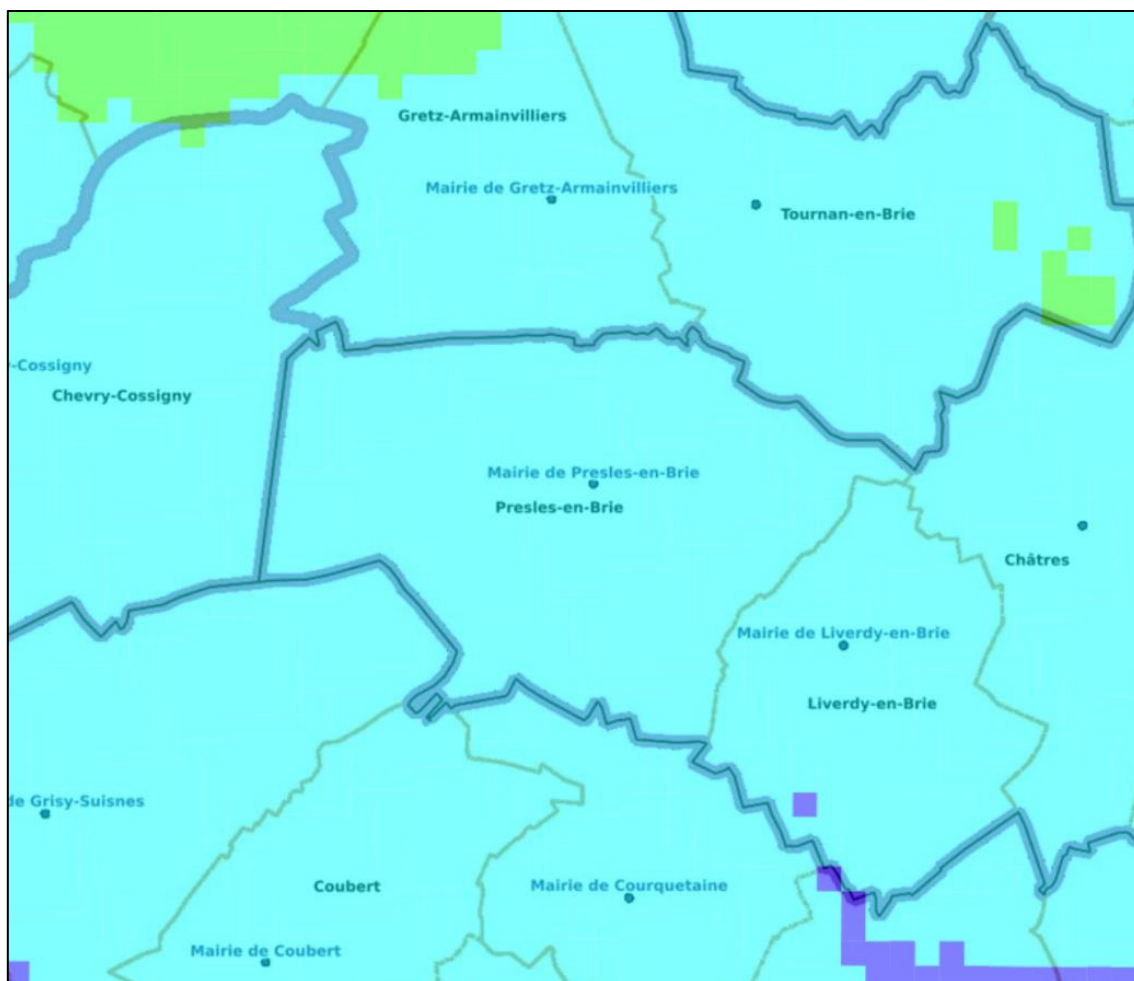 Gretz-Armainvilliers
Mairie de Gretz-Armainvilliers
Tournan-en-Brie
-Cossigny
Chevry-Cossigny
Mairie de Presles-en-Brie
Presles-en-Brie
Châtres
Mairie de Liverdy-en-Brie
Liverdy-en-Brie
de Grisy-Suisnes
Coubert
Mairie de Courquetaine
Mairie de Coubert